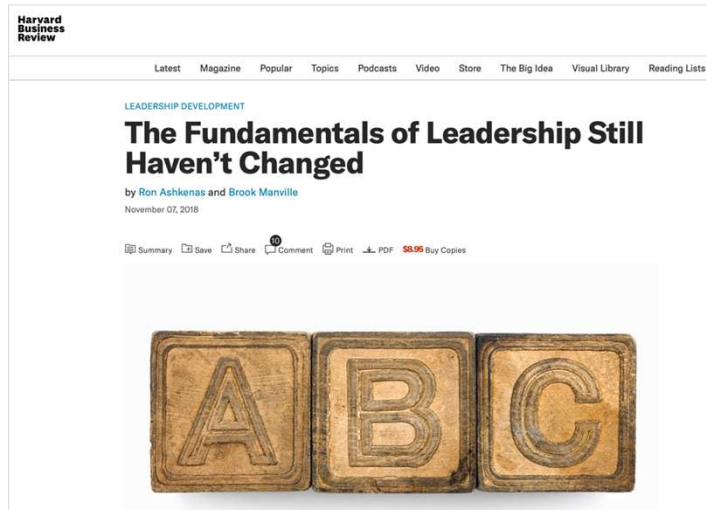 Harvard
Business
Review
Latest Magazine Popular Topics Podcasts Video Store The Big Idea Visual Library Reading Lists
LEADERSHIP DEVELOPMENT
The Fundamentals of Leadership Still
Haven't Changed
by Ron Ashkenas and Brook Manville
November 07, 2018
10
Summary Save Share Comment Print PDF $8.95 Buy Copies
A B C